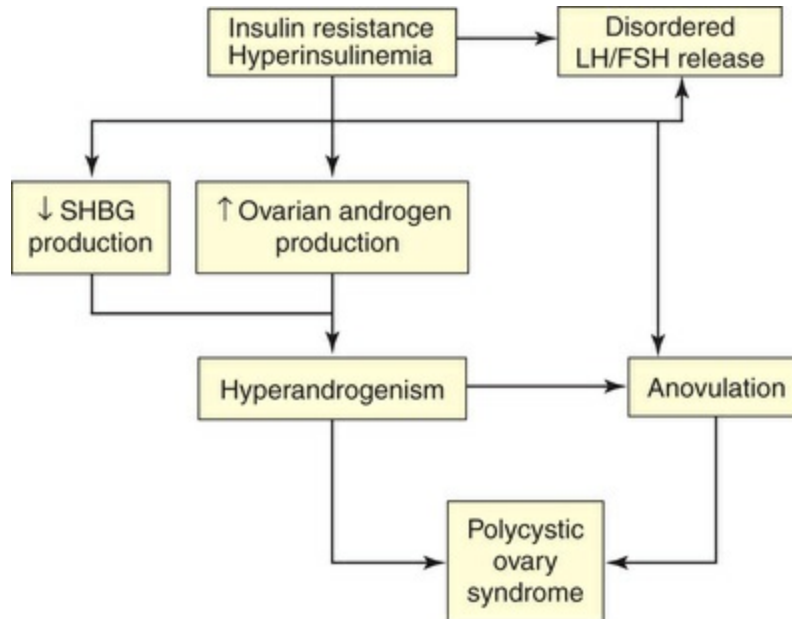 Insulin resistance
Hyperinsulinemia
Disordered
LH/FSH release
↓ SHBG
production
↑ Ovarian androgen
production
Hyperandrogenism
Anovulation
Polycystic
ovary
syndrome